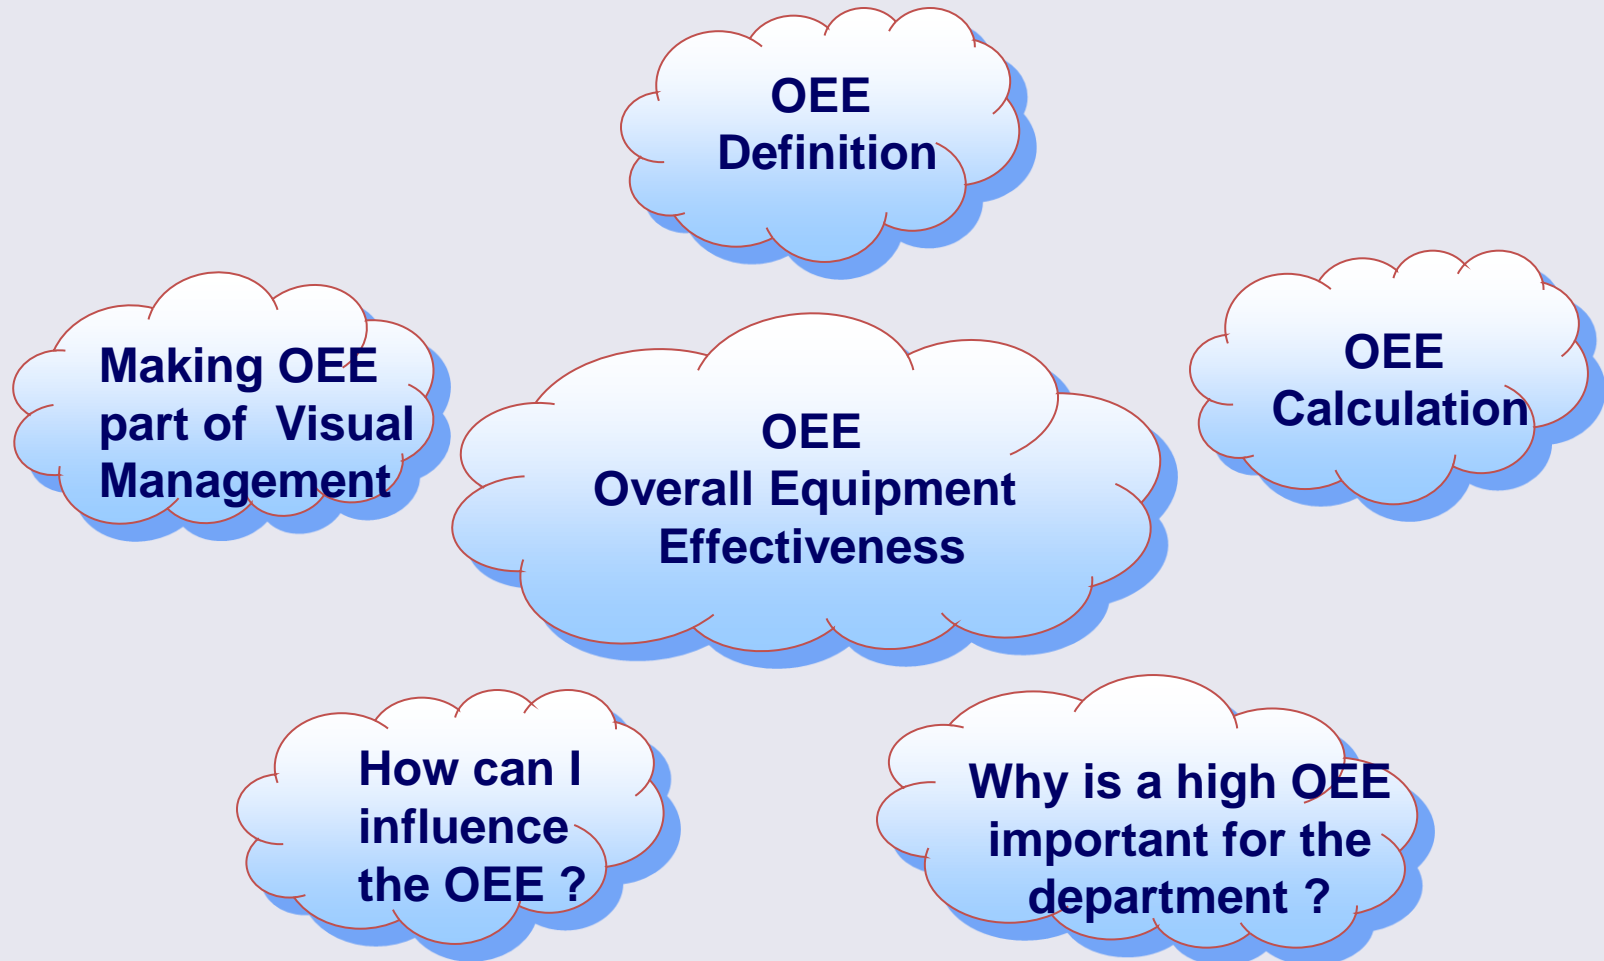 OEE
Definition
Making OEE
part of  Visual
Management
OEE
Calculation
OEE
Overall Equipment
Effectiveness
How can I
influence
the OEE ?
Why is a high OEE
important for the
department ?